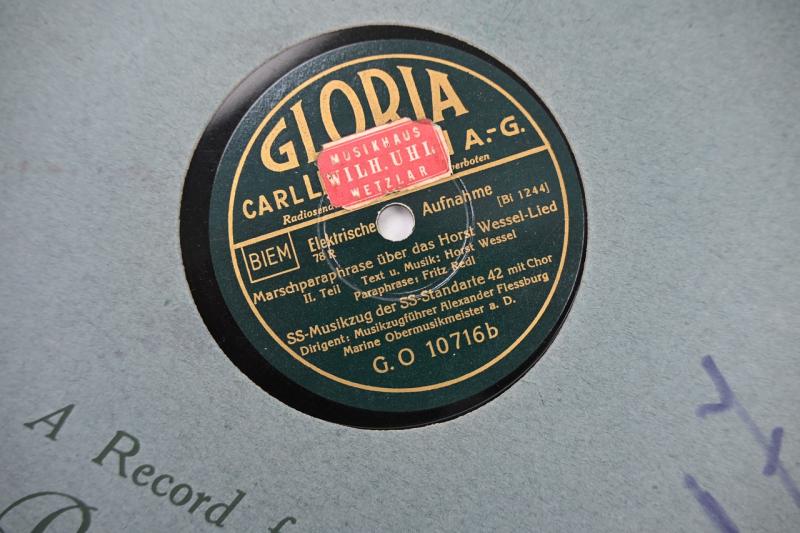 GLORIA
CARL A.-G.
MUSIKHAUS
WILH. UHL
WETZLAR
verboten
BIEM
Elektrische Aufnahme
78 R
[Bi 1244]
Marschparaphrase über das Horst Wessel-Lied
II. Teil Text u. Musik: Horst Wessel
Paraphrase: Fritz Redl
SS-Musikzug der SS-Standarte 42 mit Chor
Dirigent: Musikzugführer Alexander Flessburg
Marine Obermusikmeister a. D.
G. O 10716b
A Record